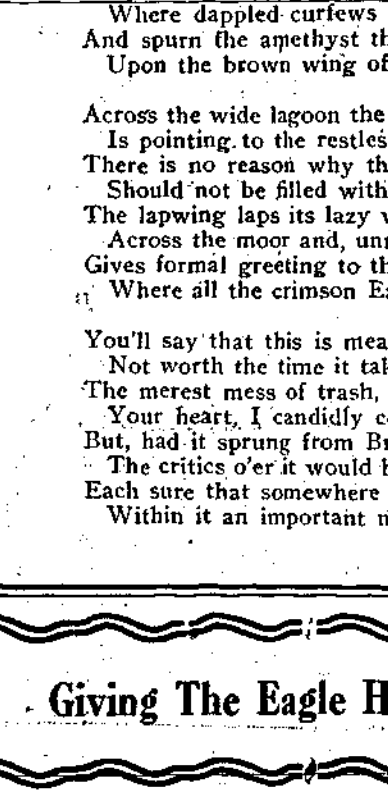 Where dappled curfews
And spurn the amethyst th
Upon the brown wing of
Across the wide lagoon the
Is pointing to the restles
There is no reason why th
Should not be filled with
The lapwing laps its lazy
Across the moor and, un
Gives formal greeting to th
Where all the crimson Ea
You'll say that this is mea
Not worth the time it tak
The merest mess of trash,
Your heart, I candidly c
But, had it sprung from Br
The critics o'er it would
Each sure that somewhere
Within it an important
Giving The Eagle H